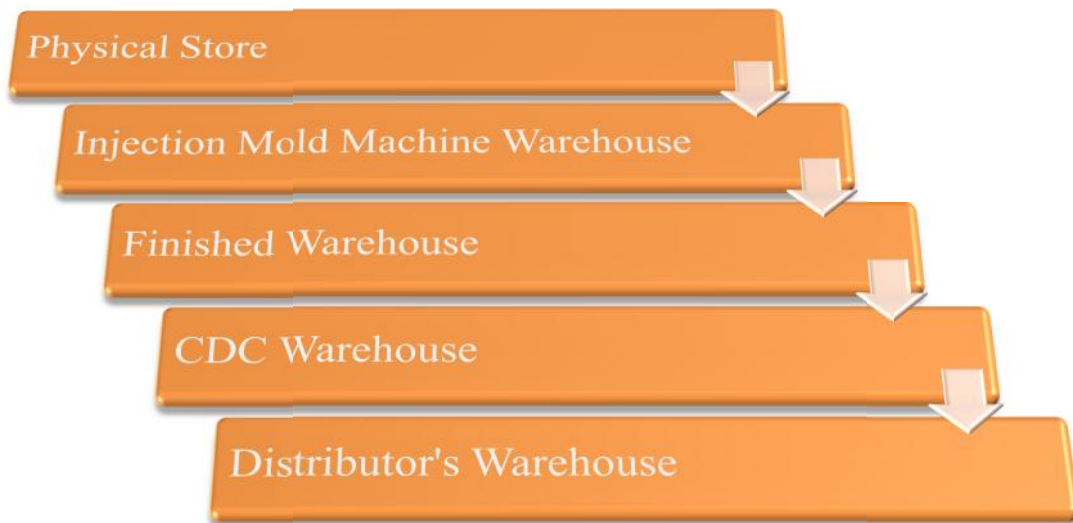 Physical Store
Injection Mold Machine Warehouse
Finished Warehouse
CDC Warehouse
Distributor's Warehouse